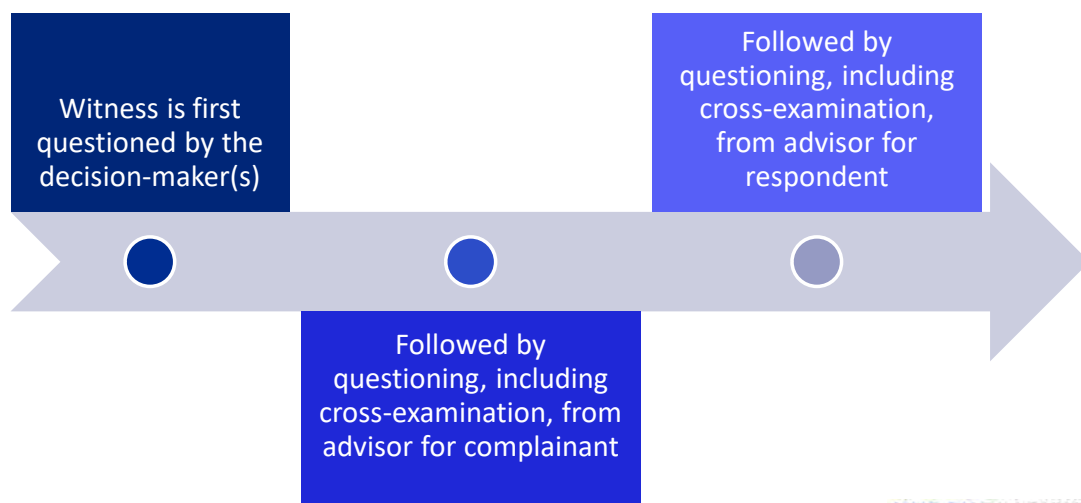 Witness is first
questioned by the
decision-maker(s)
Followed by
questioning, including
cross-examination, from
advisor for complainant
Followed by
questioning, including
cross-examination,
from advisor for
respondent